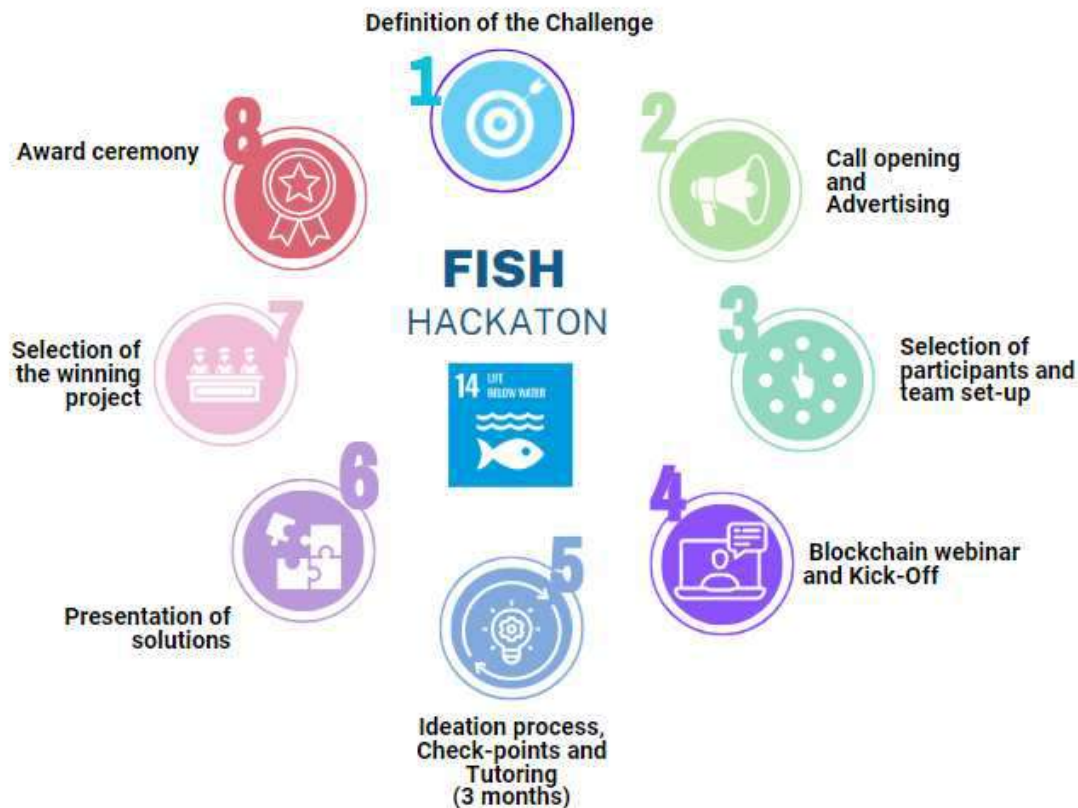 Definition of the Challenge
1
2
Call opening
and
Advertising
3
Selection of
participants and
team set-up
4
Blockchain webinar
and Kick-Off
5
Ideation process,
Check-points and
Tutoring
(3 months)
6
Presentation of
solutions
7
Selection of
the winning
project
8
Award ceremony
FISH
HACKATON
14 LIFE
BELOW WATER